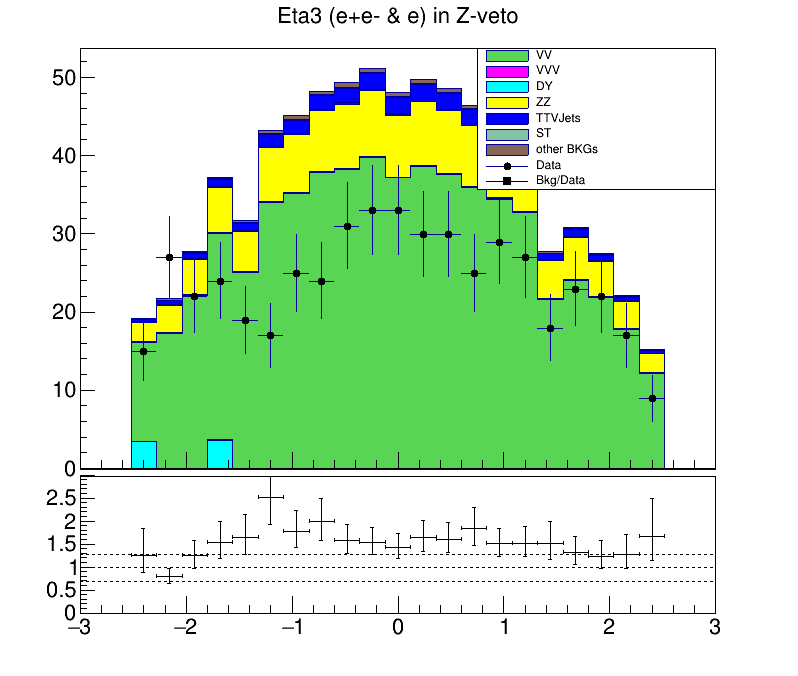 Eta3 (e+e- & e) in Z-veto
50
40
30
20
10
0
VV
VVV
DY
ZZ
TTVJets
ST
other BKGs
Data
Bkg/Data
2.5
2
1.5
1
0.5
0
−3 −2 −1 0 1 2 3